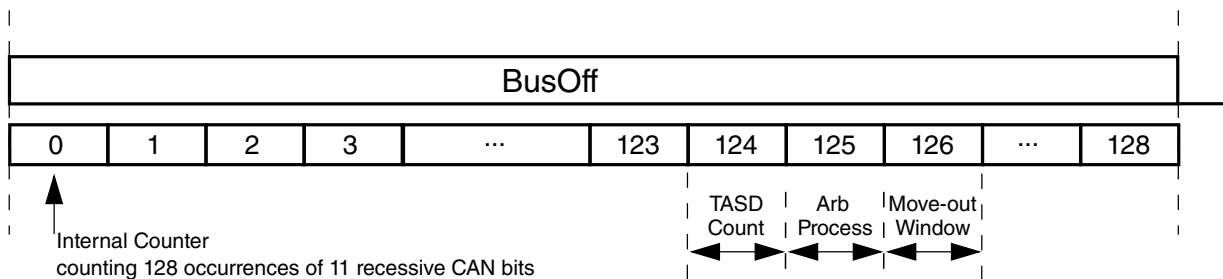 BusOff
0 1 2 3 ... 123 124 125 126 ... 128
TASD Arb Move-out
Count Process Window
Internal Counter
counting 128 occurrences of 11 recessive CAN bits